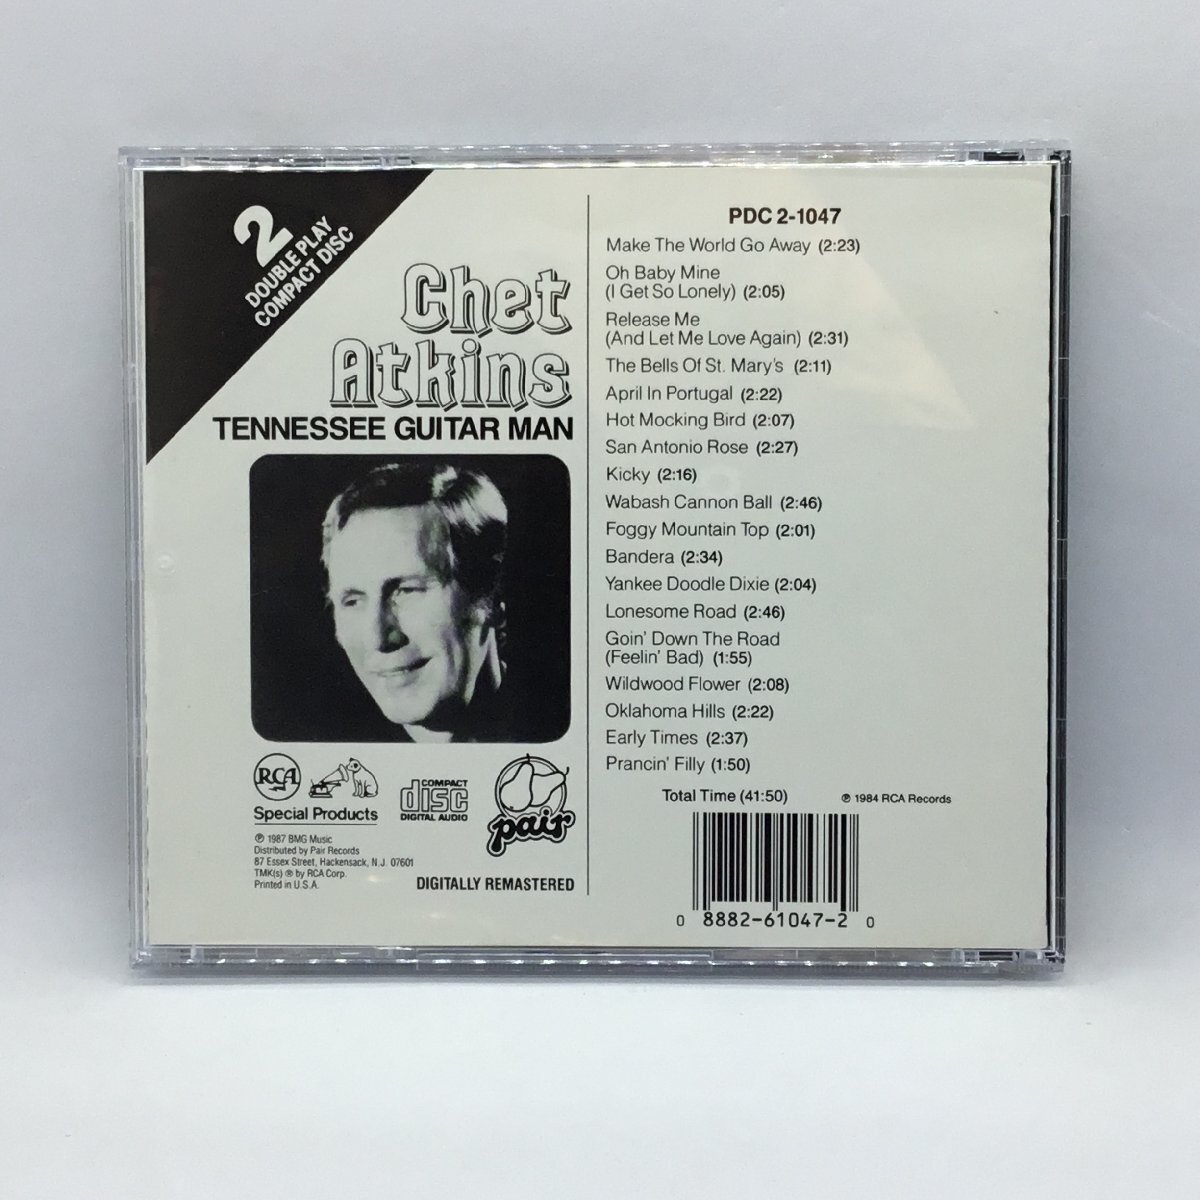 2
DOUBLE PLAY
COMPACT DISC
Chet
Atkins
TENNESSEE GUITAR MAN
RCA
Special Products
COMPACT
disc
DIGITAL AUDIO
pair
℗ 1987 BMG Music
Distributed by Pair Records
87 Essex Street, Hackensack, N.J. 07601
TMK(s) ® by RCA Corp.
Printed in U.S.A.
DIGITALLY REMASTERED
PDC 2-1047
Make The World Go Away (2:23)
Oh Baby Mine
(I Get So Lonely) (2:05)
Release Me
(And Let Me Love Again) (2:31)
The Bells Of St. Mary's (2:11)
April In Portugal (2:22)
Hot Mocking Bird (2:07)
San Antonio Rose (2:27)
Kicky (2:16)
Wabash Cannon Ball (2:46)
Foggy Mountain Top (2:01)
Bandera (2:34)
Yankee Doodle Dixie (2:04)
Lonesome Road (2:46)
Goin' Down The Road
(Feelin' Bad) (1:55)
Wildwood Flower (2:08)
Oklahoma Hills (2:22)
Early Times (2:37)
Prancin' Filly (1:50)
Total Time (41:50)
℗ 1984 RCA Records
0 8882-61047-2 0